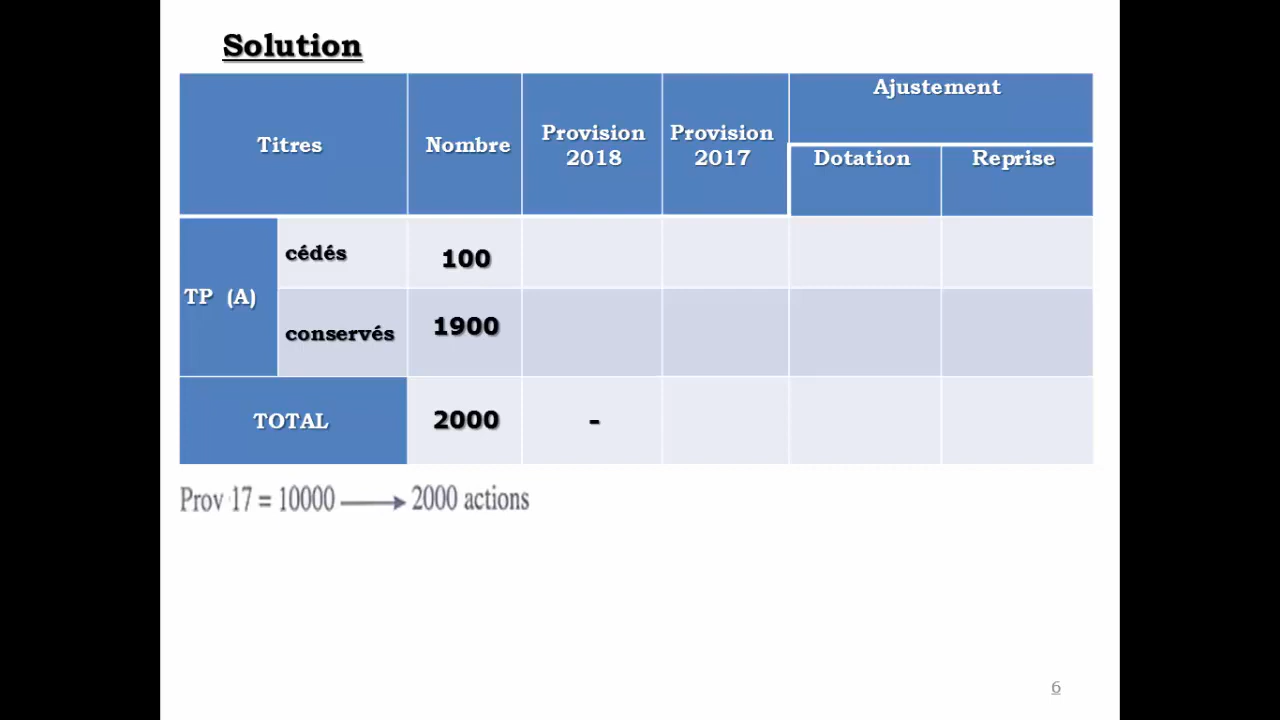 Solution
Titres Nombre Provision 2018 Provision 2017 Ajustement
Dotation Reprise
TP (A) cédés 100
conservés 1900
TOTAL 2000 -
Prov 17 = 10000 → 2000 actions
6